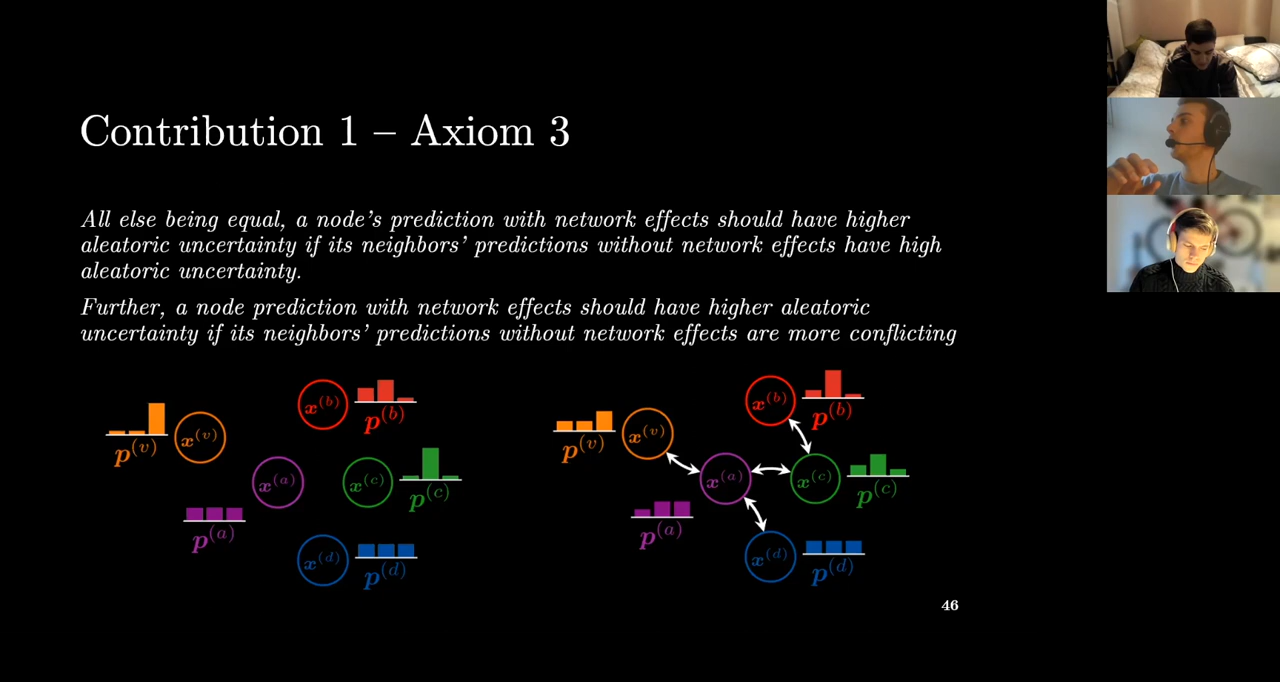 Contribution 1 – Axiom 3
All else being equal, a node's prediction with network effects should have higher
aleatoric uncertainty if its neighbors' predictions without network effects have high
aleatoric uncertainty.
Further, a node prediction with network effects should have higher aleatoric
uncertainty if its neighbors' predictions without network effects are more conflicting
x^(b)
p^(b)
p^(v)
x^(v)
x^(a)
p^(a)
x^(c)
p^(c)
x^(d)
p^(d)
x^(b)
p^(b)
p^(v)
x^(v)
x^(a)
p^(a)
x^(c)
p^(c)
x^(d)
p^(d)
46